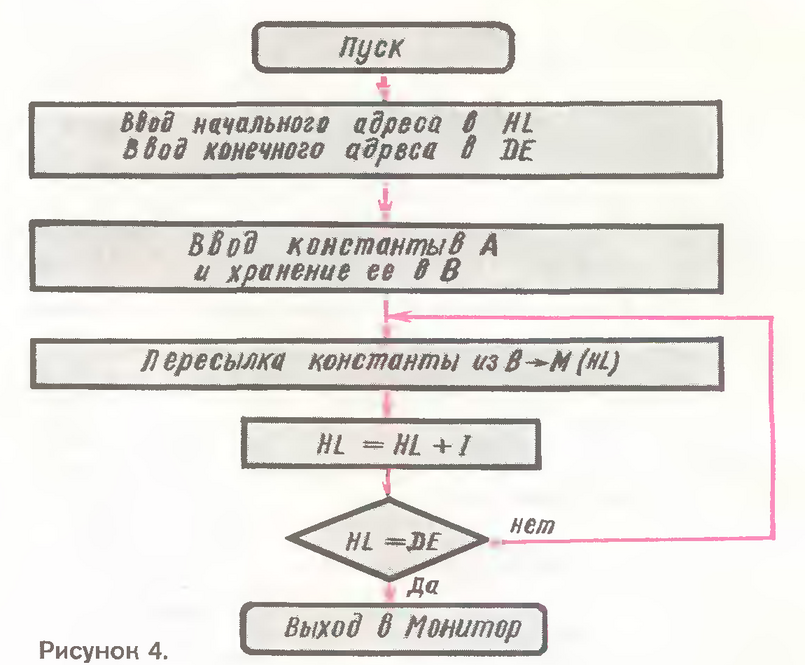 Пуск
Ввод начального адреса в HL
Ввод конечного адреса в DE
Ввод константы в A
и хранение ее в B
Пересылка константы из B→M (HL)
HL = HL + I
HL = DE
нет
Да
Выход в Монитор
Рисунок 4.